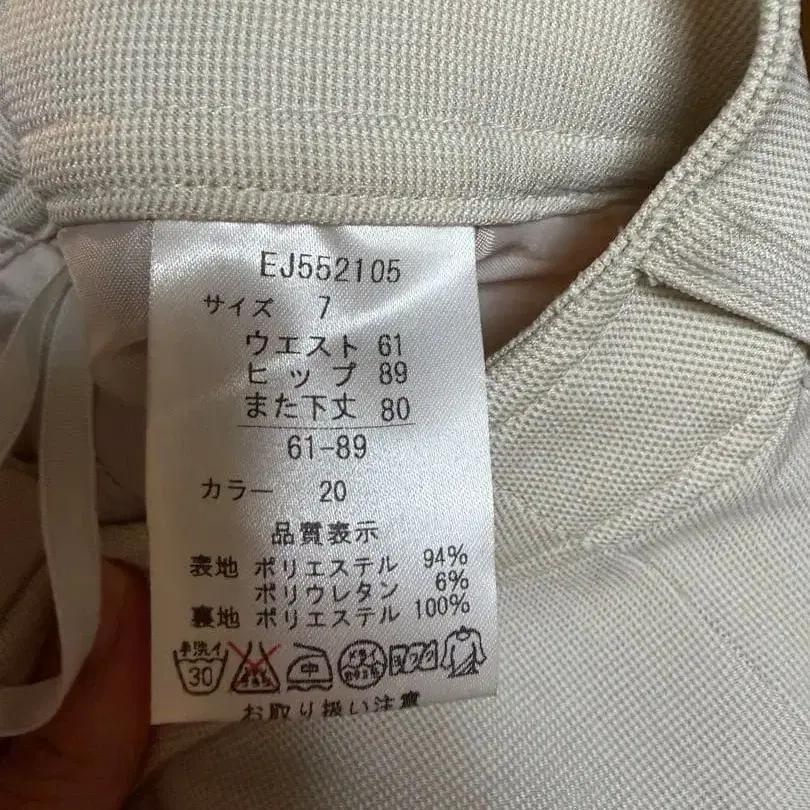 EJ552105
サイズ 7
ウエスト 61
ヒップ 89
また下丈 80
61-89
カラー 20
品質表示
表地 ポリエステル 94%
ポリウレタン 6%
裏地 ポリエステル 100%
手洗イ 30 中 ドライ
お取り扱い注意